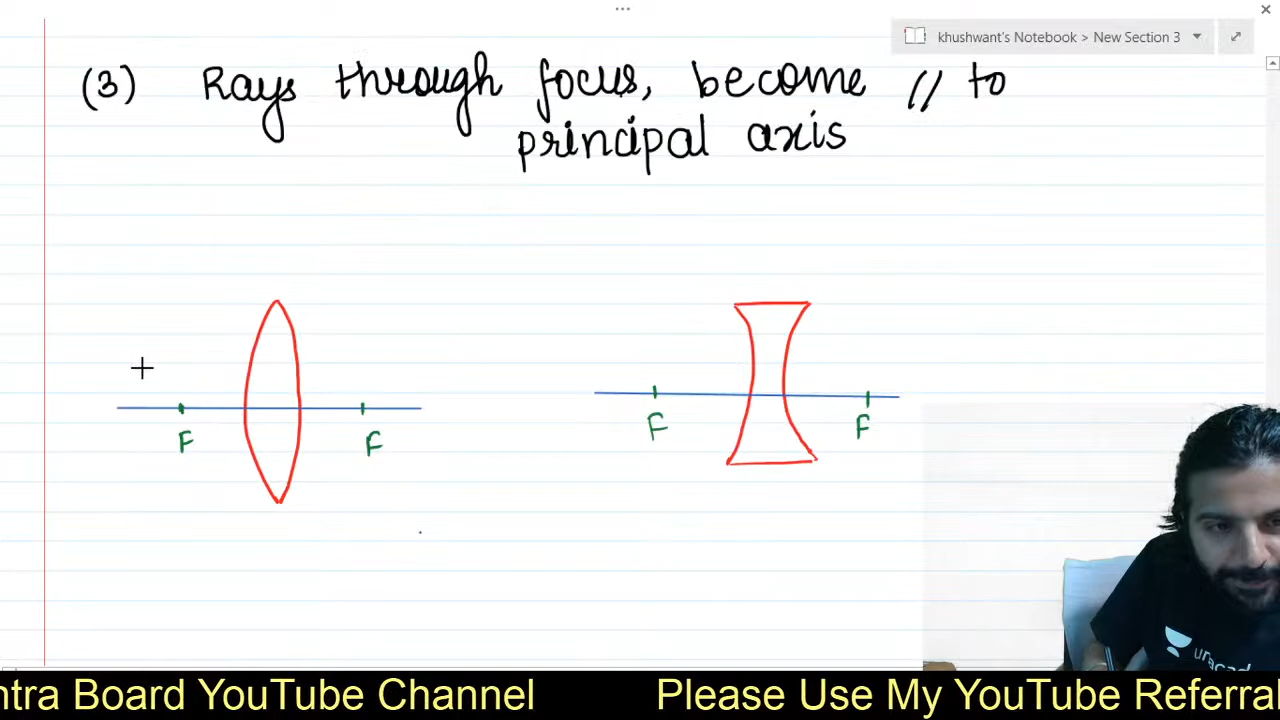 khushwant's Notebook > New Section 3
(3) Rays through focus, become // to
principal axis
F F F F
ntra Board YouTube Channel Please Use My YouTube Referral